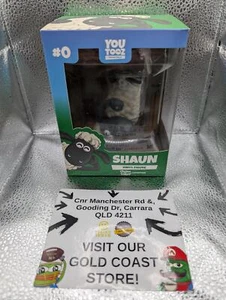 #0
YOU
TOOZ
SHAUN
Cnr Manchester Rd &,
Gooding Dr, Carrara
QLD 4211
VISIT OUR
GOLD COAST
STORE!